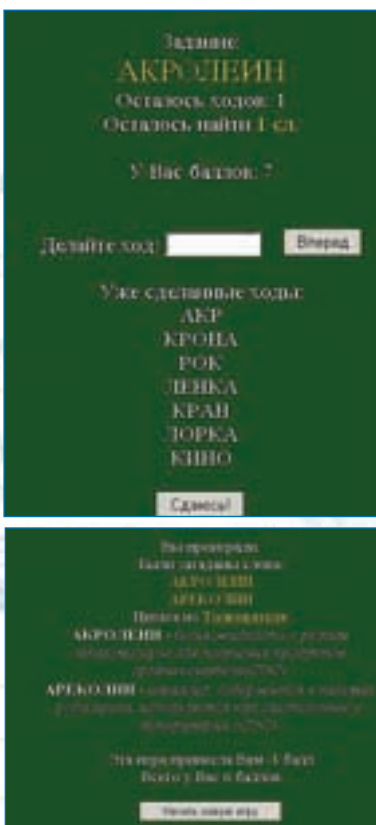 Задание:
АКРОЛЕИН
Осталось ходов: 1
Осталось найти 1 сл.
У Вас баллов: 7
Делайте ход: Вперед
Уже сделанные ходы:
АКР
КРОНА
РОК
ЛЕНКА
КРАН
ЛОРКА
КИНО
Сдаюсь!
Вы проиграли
Были загаданы слова:
АКРОЛЕИН
АРЕКОЛИН
АКРОЛЕИН -
АРЕКОЛИН -
Эта игра принесла Вам -1 балл
Всего у Вас 6 баллов
Начать новую игру